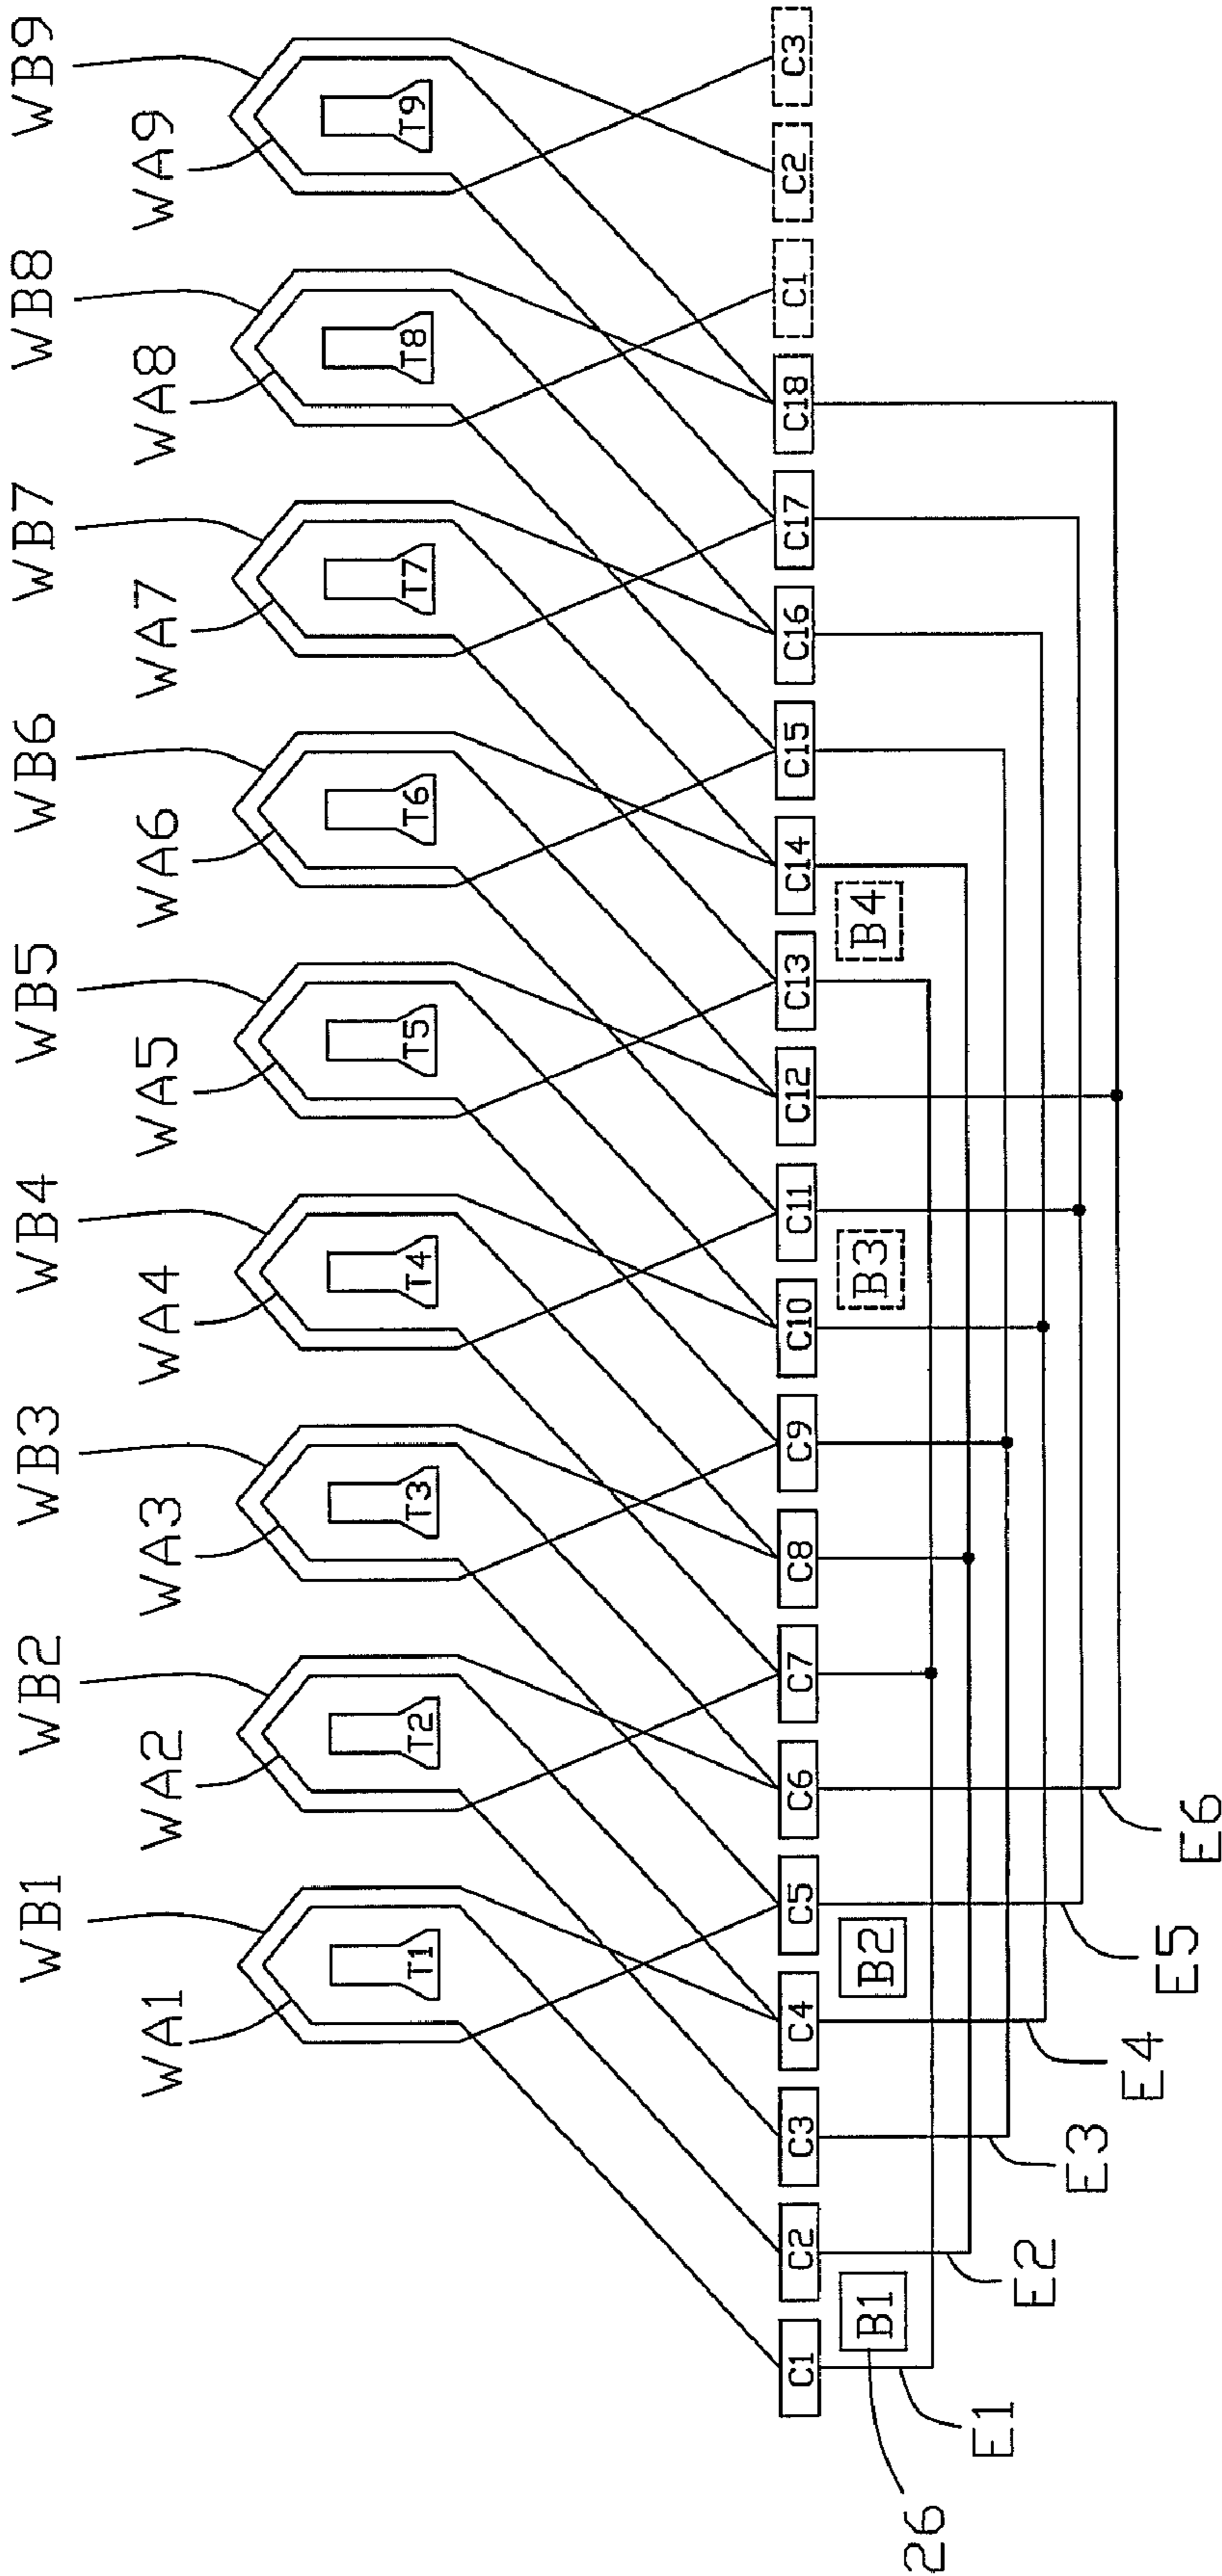 WB1 WB2 WB3 WB4 WB5 WB6 WB7 WB8 WB9
WA1 WA2 WA3 WA4 WA5 WA6 WA7 WA8 WA9
T1 T2 T3 T4 T5 T6 T7 T8 T9
C1 C2 C3 C4 C5 C6 C7 C8 C9 C10 C11 C12 C13 C14 C15 C16 C17 C18 C1 C2 C3
B1 B2 B3 B4
26
E1 E2 E3 E4 E5 E6